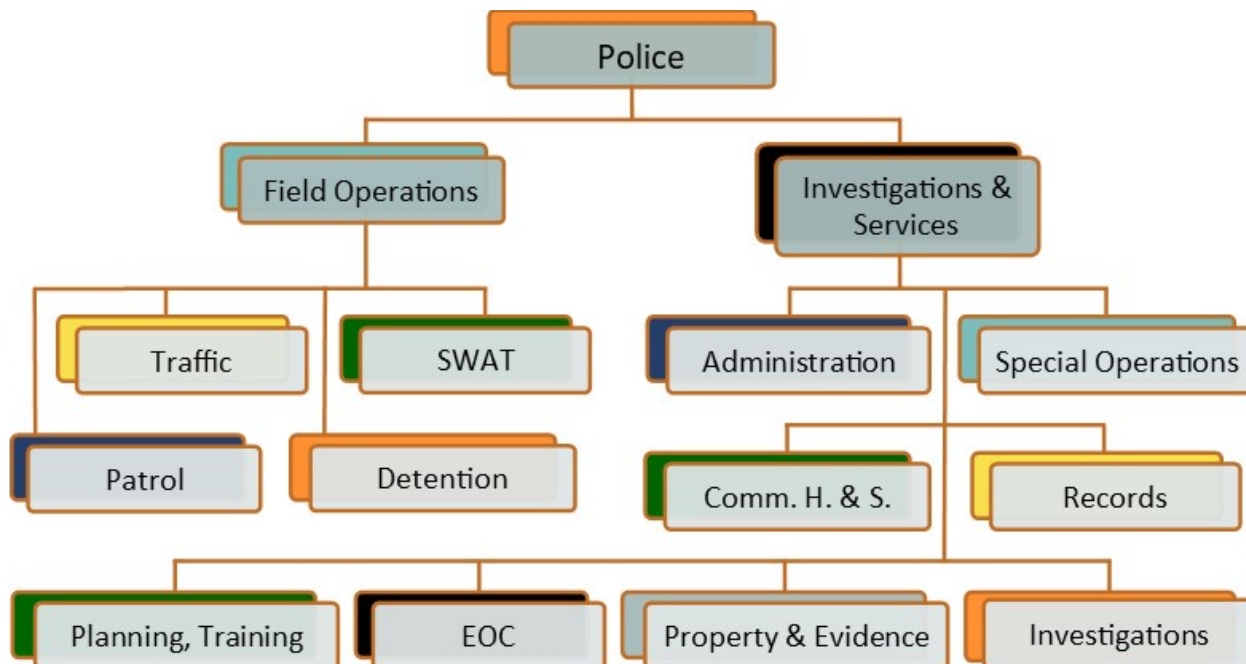 Police
Field Operations
Investigations &
Services
Traffic
SWAT
Administration
Special Operations
Patrol
Detention
Comm. H. & S.
Records
Planning, Training
EOC
Property & Evidence
Investigations